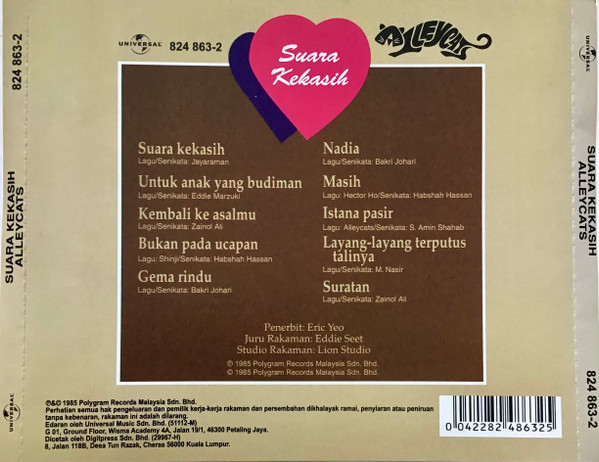 UNIVERSAL
824 863-2
Suara
Kekasih
ALLEYCATS
824 863-2
UNIVERSAL
UNIVERSAL
824 863-2
SUARA KEKASIH
ALLEYCATS
SUARA KEKASIH
ALLEYCATS
824 863-2
UNIVERSAL
Suara kekasih
Lagu/Senikata: Jayaraman
Untuk anak yang budiman
Lagu/Senikata: Eddie Marzuki
Kembali ke asalmu
Lagu/Senikata: Zainol Ali
Bukan pada ucapan
Lagu: Shinji/Senikata: Habshah Hassan
Gema rindu
Lagu/Senikata: Bakri Johari
Nadia
Lagu/Senikata: Bakri Johari
Masih
Lagu: Hector Ho/Senikata: Habshah Hassan
Istana pasir
Lagu: Alleycats/Senikata: S. Amin Shahab
Layang-layang terputus
talinya
Lagu/Senikata: M. Nasir
Suratan
Lagu/Senikata: Zainol Ali
Penerbit: Eric Yeo
Juru Rakaman: Eddie Seet
Studio Rakaman: Lion Studio
℗ 1985 Polygram Records Malaysia Sdn. Bhd.
© 1985 Polygram Records Malaysia Sdn. Bhd.
℗&© 1985 Polygram Records Malaysia Sdn. Bhd.
Perhatian semua hak pengeluaran dan pemilik kerja-kerja rakaman dan persembahan dikhalayak ramai, penyiaran atau peniruan
tanpa kebenaran, rakaman ini adalah dilarang.
Edaran oleh Universal Music Sdn. Bhd. (51112-M)
G 01, Ground Floor, Wisma Academy 4A, Jalan 19/1, 46300 Petaling Jaya.
Dicetak oleh Digitpress Sdn. Bhd. (29967-H)
8, Jalan 118B, Desa Tun Razak, Cheras 56000 Kuala Lumpur.
0 042282 486325